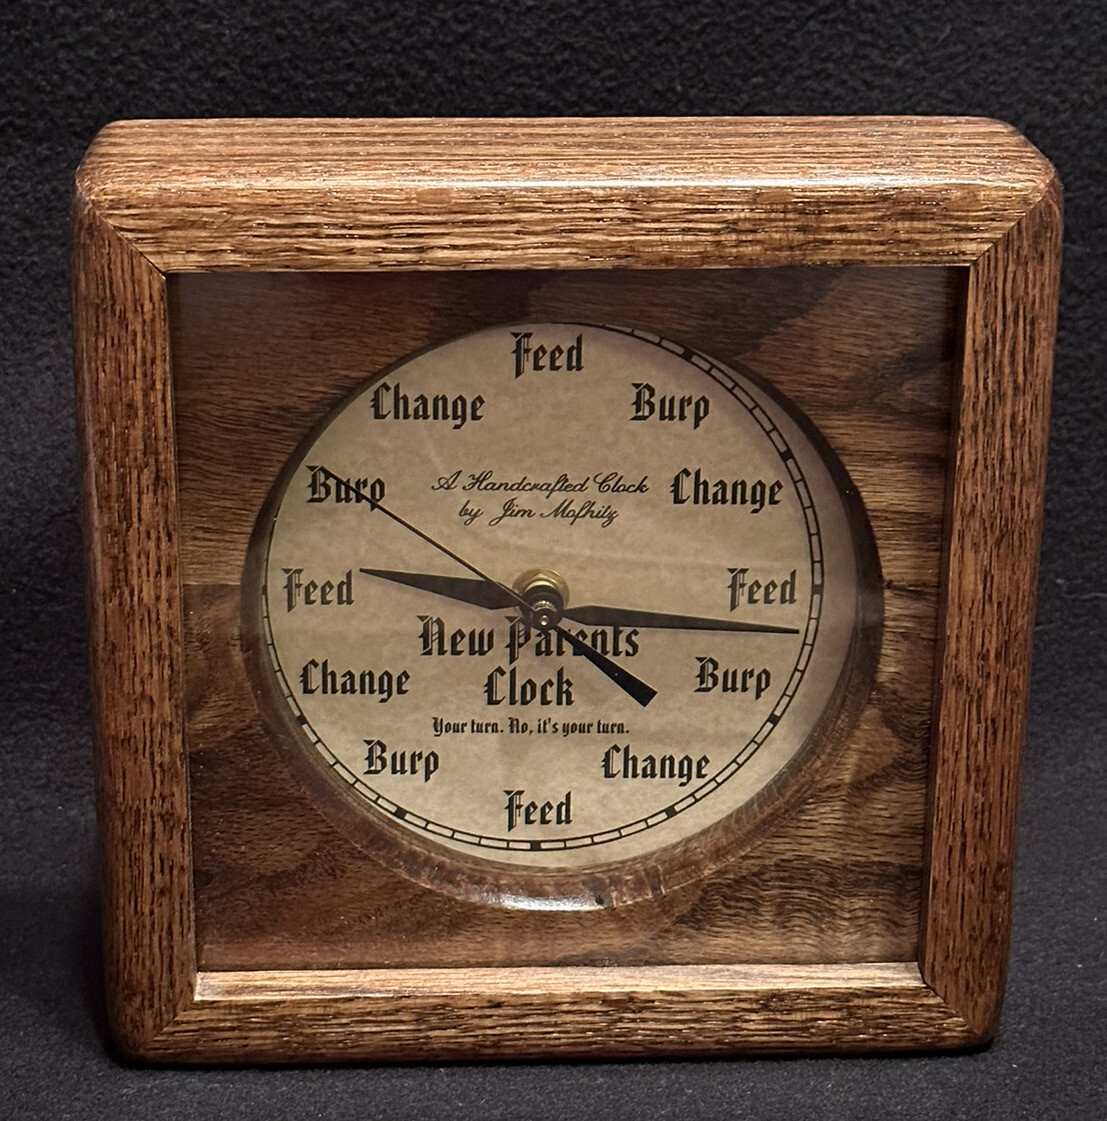 Feed
Change Burp
Burp A Handcrafted Clock Change
by Jim Mofhitz
Feed Feed
New Parents
Change Clock Burp
Your turn. No, it's your turn.
Burp Change
Feed